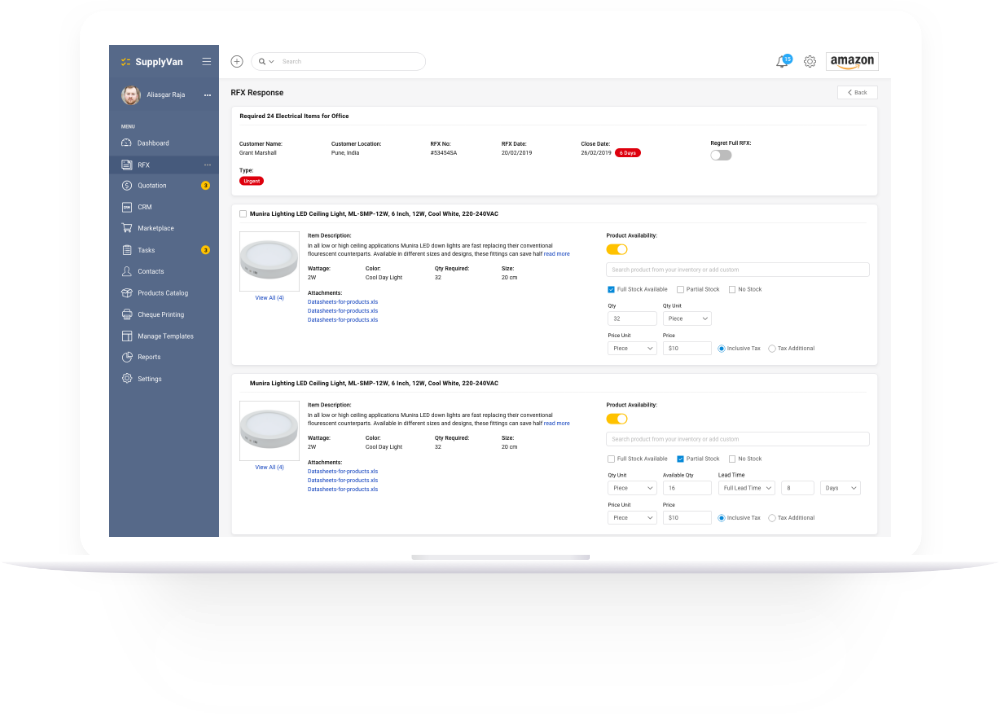 SupplyVan
Search
15
amazon
Aliasgar Raja
RFX Response
Back
MENU
Dashboard
RFX
Quotation
3
CRM
Marketplace
Tasks
3
Contacts
Products Catalog
Cheque Printing
Manage Templates
Reports
Settings
Required 24 Electrical Items for Office
Customer Name: Customer Location: RFX No: RFX Date: Close Date: Regret Full RFX:
Grant Marshall Pune, India #53454SA 20/02/2019 26/02/2019 6 Days
Type:
Urgent
Munira Lighting LED Ceiling Light, ML-SMP-12W, 6 Inch, 12W, Cool White, 220-240VAC
Item Description:
In all low or high ceiling applications Munira LED down lights are fast replacing their conventional
flourescent counterparts. Available in different sizes and designs, these fittings can save half read more
Wattage: Color: Qty Required: Size:
2W Cool Day Light 32 20 cm
Attachments:
Datasheets-for-products.xls
Datasheets-for-products.xls
Datasheets-for-products.xls
View All (4)
Product Availability:
Search product from your inventory or add custom
Full Stock Available Partial Stock No Stock
Qty Qty Unit
32 Piece
Price Unit Price
Piece $10 Inclusive Tax Tax Additional
Munira Lighting LED Ceiling Light, ML-SMP-12W, 6 Inch, 12W, Cool White, 220-240VAC
Item Description:
In all low or high ceiling applications Munira LED down lights are fast replacing their conventional
flourescent counterparts. Available in different sizes and designs, these fittings can save half read more
Wattage: Color: Qty Required: Size:
2W Cool Day Light 32 20 cm
Attachments:
Datasheets-for-products.xls
Datasheets-for-products.xls
Datasheets-for-products.xls
View All (4)
Product Availability:
Search product from your inventory or add custom
Full Stock Available Partial Stock No Stock
Qty Unit Available Qty Lead Time
Piece 16 Full Lead Time 8 Days
Price Unit Price
Piece $10 Inclusive Tax Tax Additional